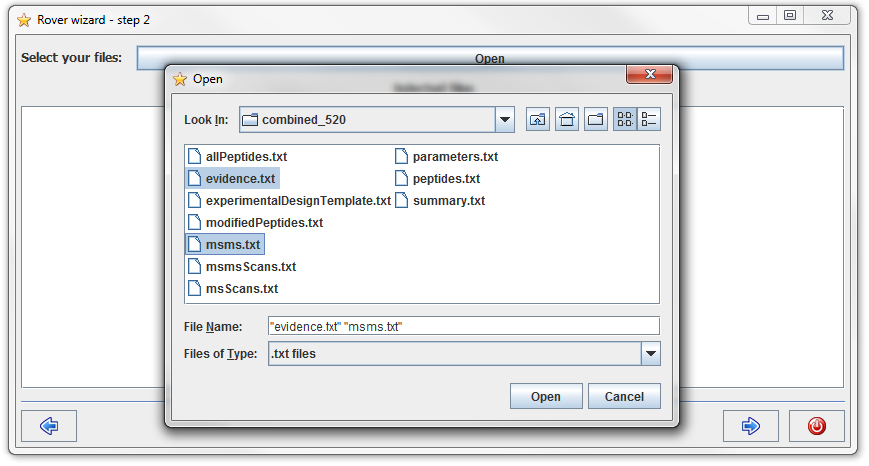 Rover wizard - step 2
Select your files:
Open
Selected files
Open
Look In:
combined_520
allPeptides.txt
evidence.txt
experimentalDesignTemplate.txt
modifiedPeptides.txt
msms.txt
msmsScans.txt
msScans.txt
parameters.txt
peptides.txt
summary.txt
File Name:
"evidence.txt" "msms.txt"
Files of Type:
.txt files
Open
Cancel